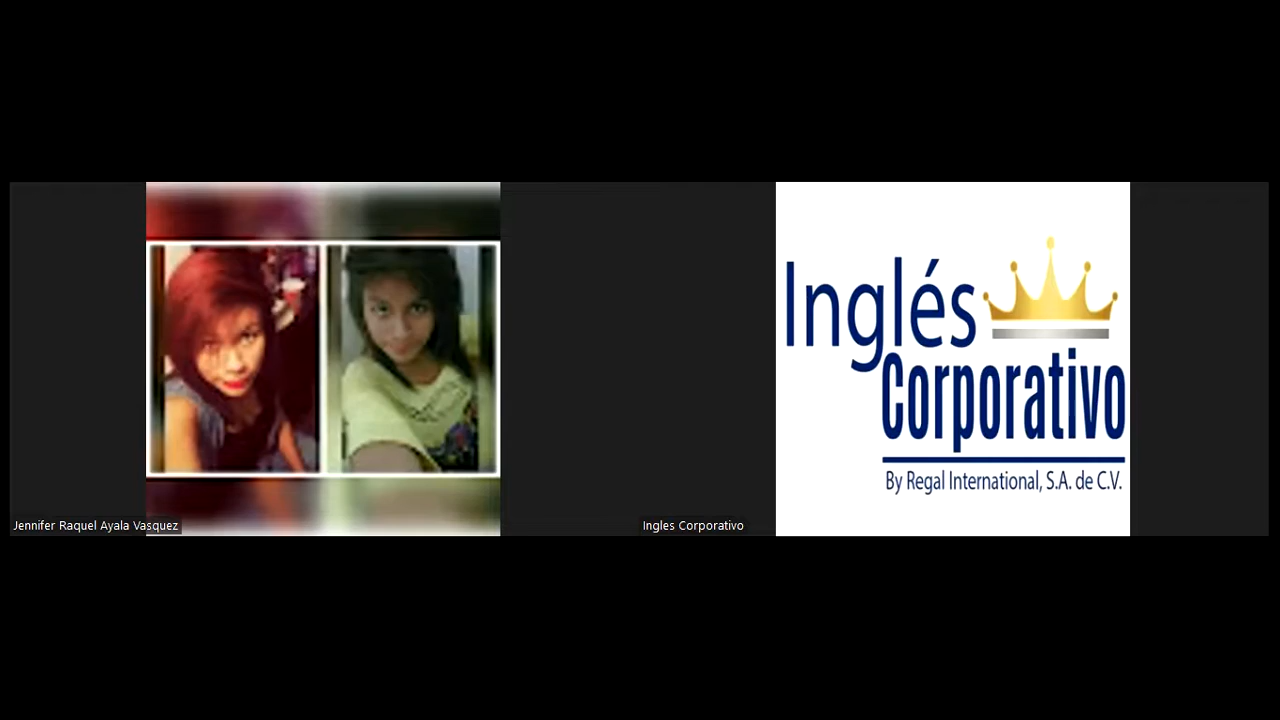 Jennifer Raquel Ayala Vasquez
Inglés
Corporativo
By Regal International, S.A. de C.V.
Ingles Corporativo